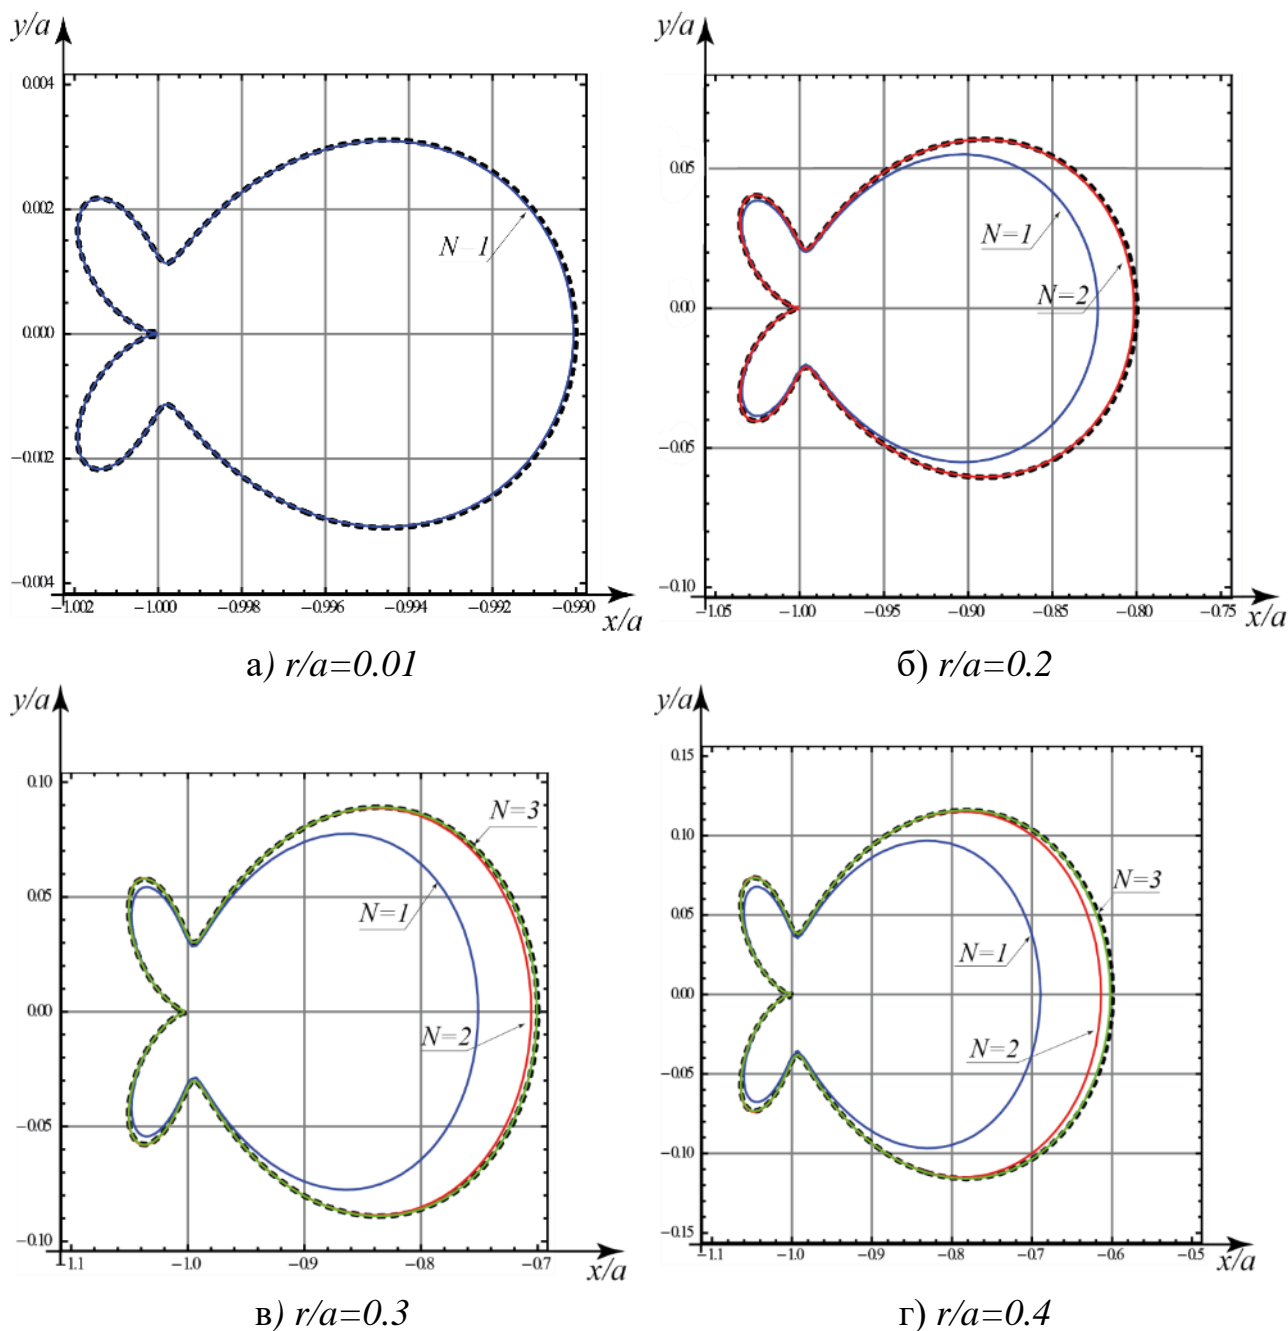 y/a
0.004
0.002
0.000
−0.002
−0.004
N=1
−1.002 −1.000 −0.998 −0.996 −0.994 −0.992 −0.990
x/a
а) r/a=0.01
y/a
0.05
0.00
−0.05
−0.10
N=1
N=2
−1.05 −1.00 −0.95 −0.90 −0.85 −0.80 −0.75
x/a
б) r/a=0.2
y/a
0.10
0.05
0.00
−0.05
−0.10
N=3
N=1
N=2
−1.1 −1.0 −0.9 −0.8 −0.7
x/a
в) r/a=0.3
y/a
0.15
0.10
0.05
0.00
−0.05
−0.10
−0.15
N=3
N=1
N=2
−1.1 −1.0 −0.9 −0.8 −0.7 −0.6 −0.5
x/a
г) r/a=0.4